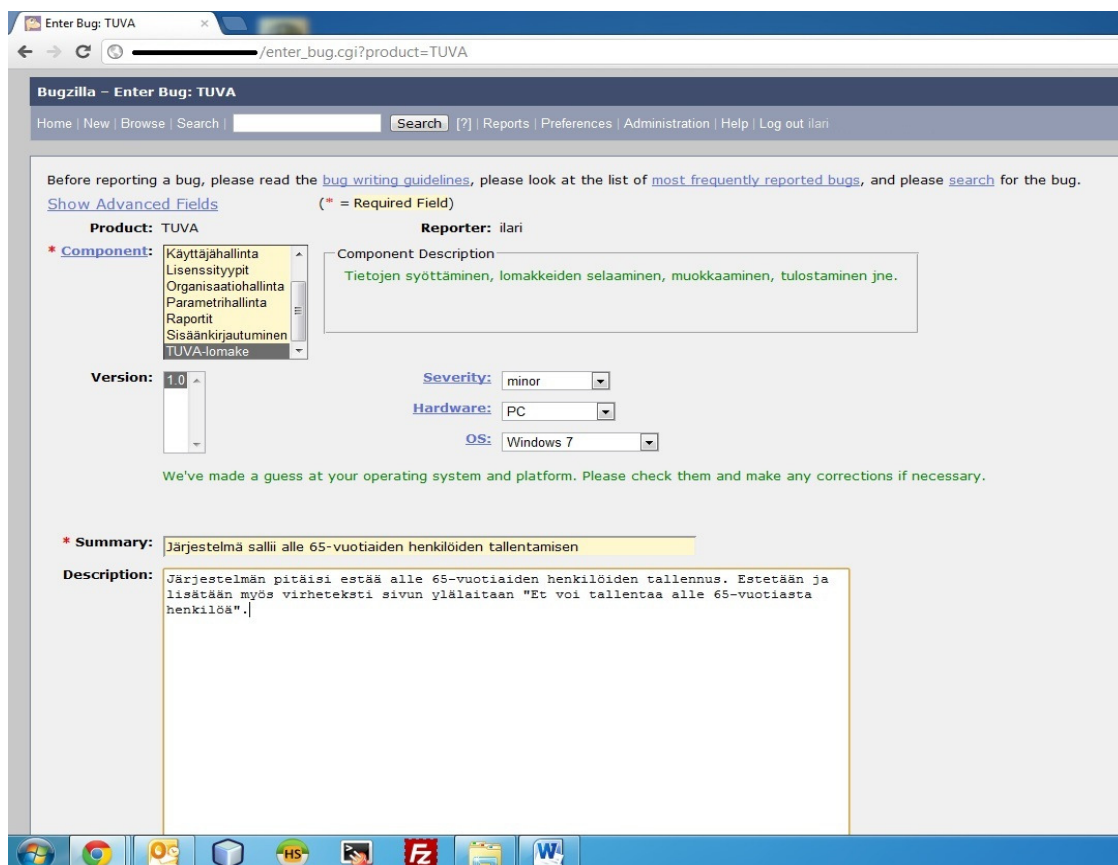 Enter Bug: TUVA
/enter_bug.cgi?product=TUVA
Bugzilla – Enter Bug: TUVA
Home | New | Browse | Search | Search [?] | Reports | Preferences | Administration | Help | Log out ilari
Before reporting a bug, please read the bug writing guidelines, please look at the list of most frequently reported bugs, and please search for the bug.
Show Advanced Fields (* = Required Field)
Product: TUVA Reporter: ilari
* Component:
Käyttäjähallinta
Lisenssityypit
Organisaatiohallinta
Parametrihallinta
Raportit
Sisäänkirjautuminen
TUVA-lomake
Component Description
Tietojen syöttäminen, lomakkeiden selaaminen, muokkaaminen, tulostaminen jne.
Version: 1.0
Severity: minor
Hardware: PC
OS: Windows 7
We've made a guess at your operating system and platform. Please check them and make any corrections if necessary.
* Summary: Järjestelmä sallii alle 65-vuotiaiden henkilöiden tallentamisen
Description: Järjestelmän pitäisi estää alle 65-vuotiaiden henkilöiden tallennus. Estetään ja
lisätään myös virheteksti sivun ylälaitaan "Et voi tallentaa alle 65-vuotiasta
henkilöä".
HS
Fz
W